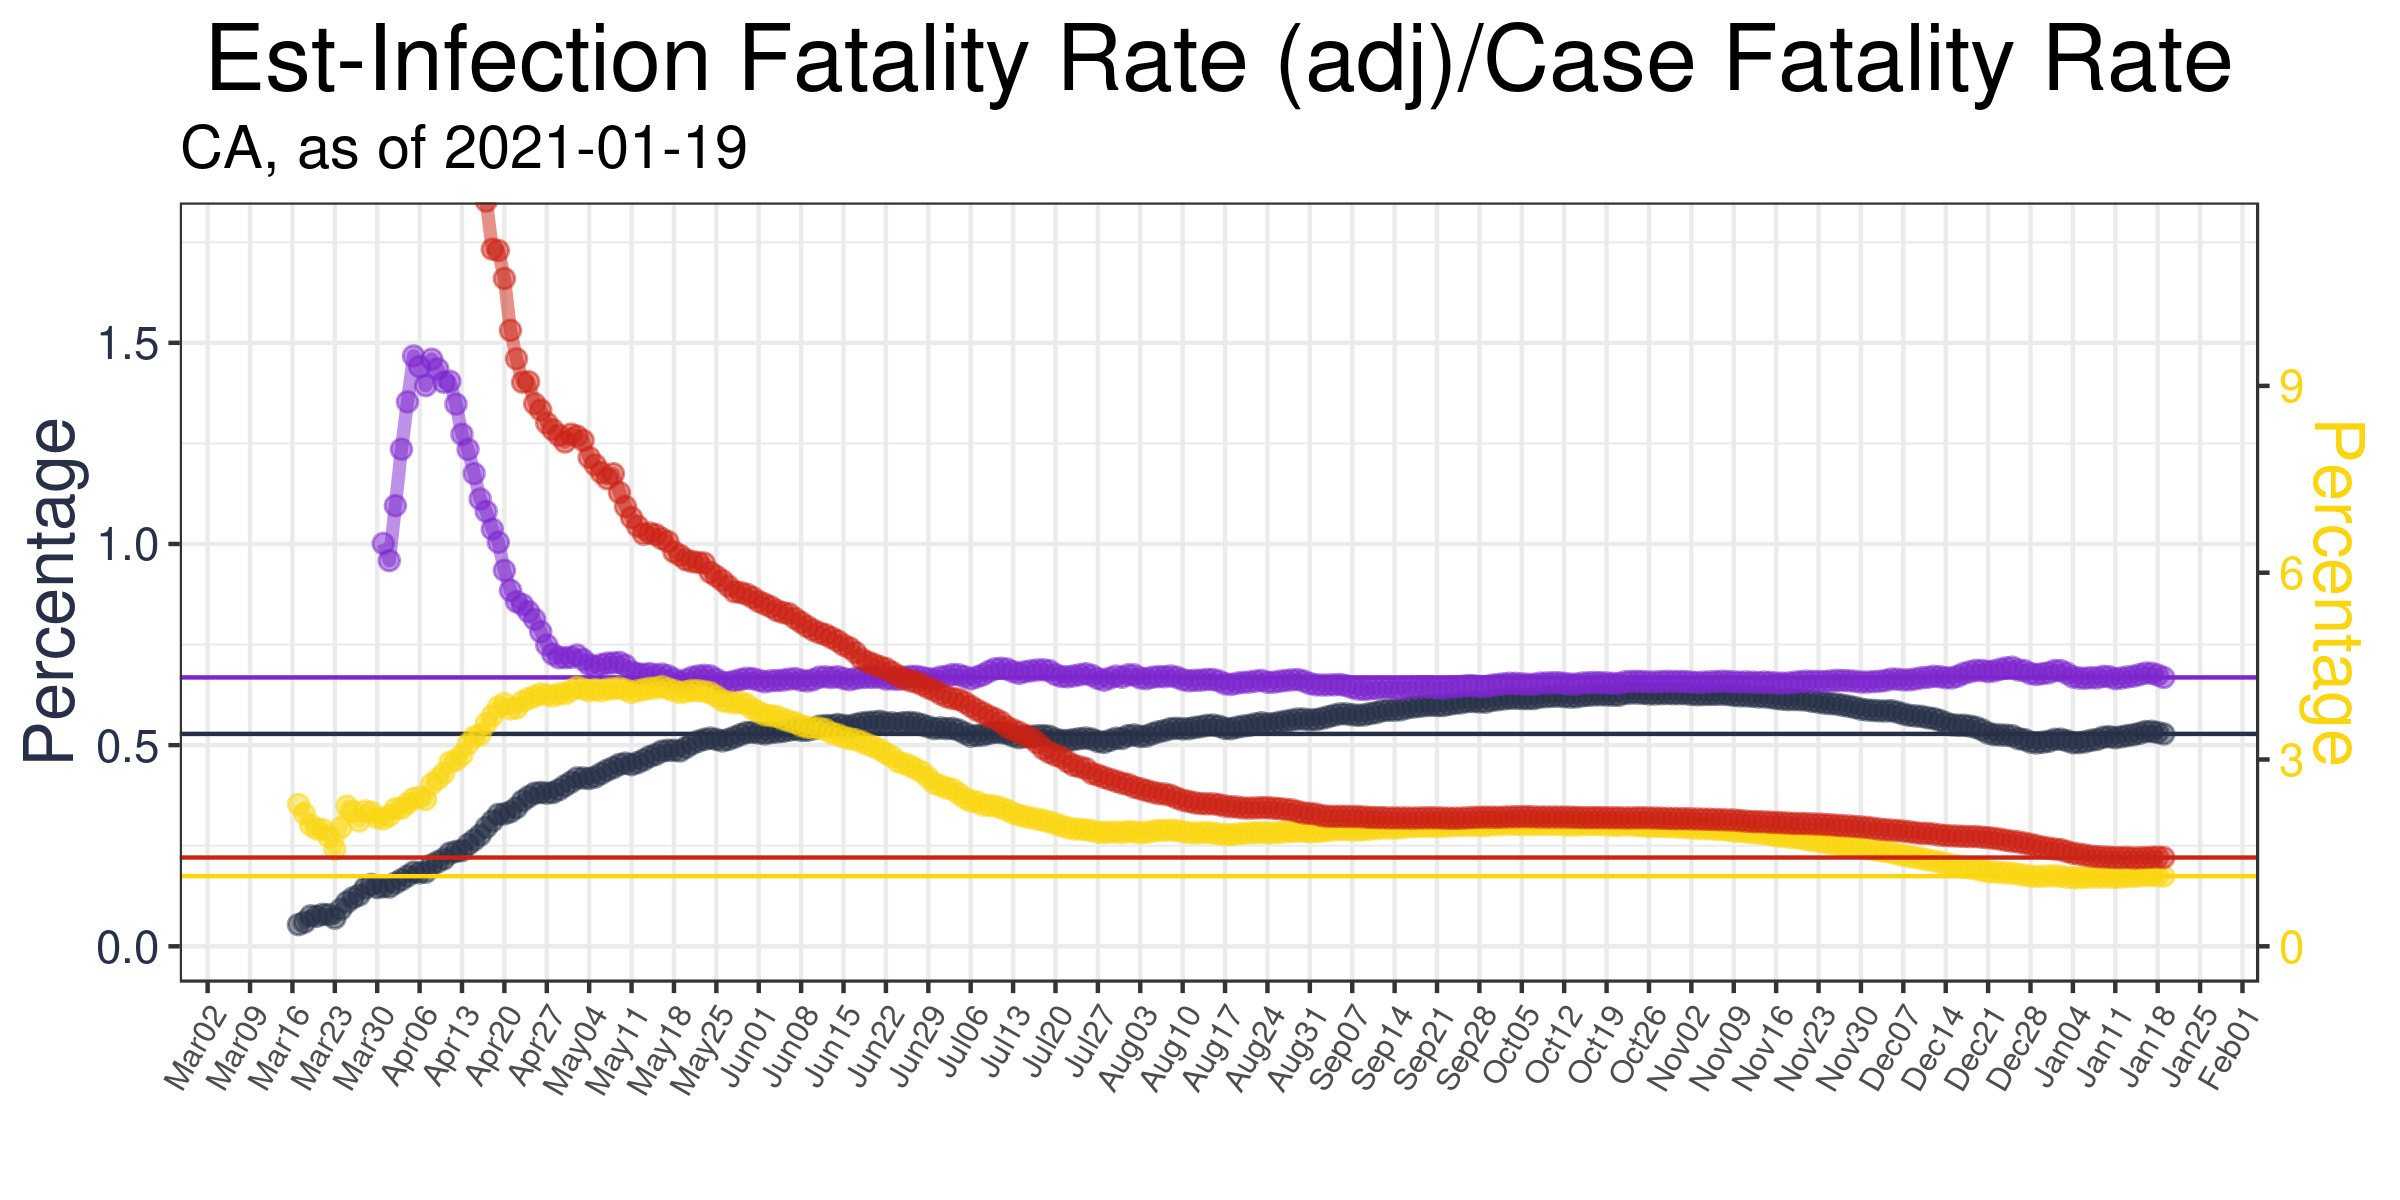 Est-Infection Fatality Rate (adj)/Case Fatality Rate
CA, as of 2021-01-19
Percentage
1.5
1.0
0.5
0.0
9
6
3
0
Percentage
Mar02
Mar09
Mar16
Mar23
Mar30
Apr06
Apr13
Apr20
Apr27
May04
May11
May18
May25
Jun01
Jun08
Jun15
Jun22
Jun29
Jul06
Jul13
Jul20
Jul27
Aug03
Aug10
Aug17
Aug24
Aug31
Sep07
Sep14
Sep21
Sep28
Oct05
Oct12
Oct19
Oct26
Nov02
Nov09
Nov16
Nov23
Nov30
Dec07
Dec14
Dec21
Dec28
Jan04
Jan11
Jan18
Jan25
Feb01